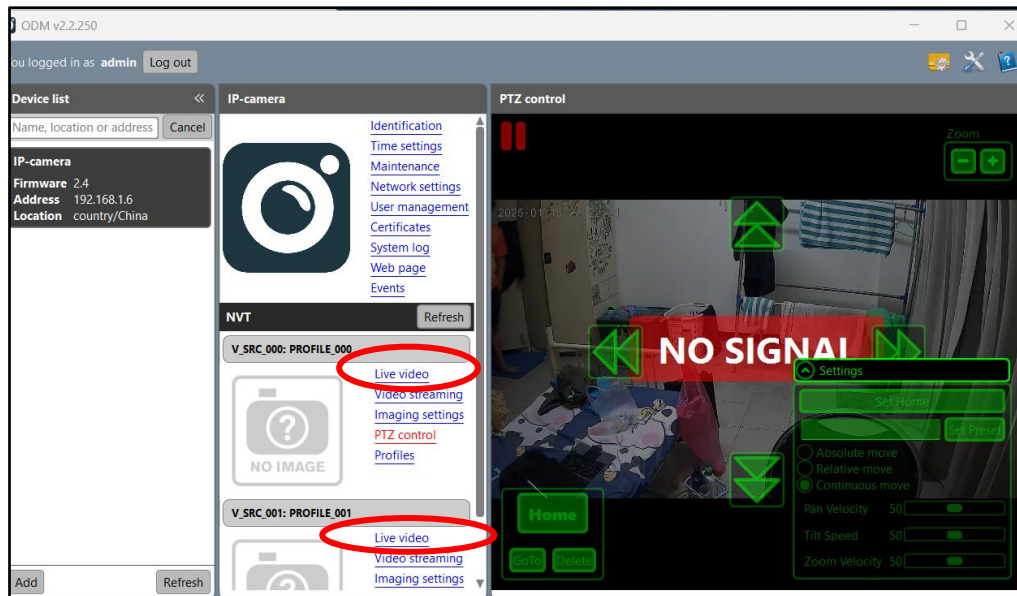 ODM v2.2.250
ou logged in as admin Log out
Device list
Name, location or address Cancel
IP-camera
Firmware 2.4
Address 192.168.1.6
Location country/China
Add Refresh
IP-camera
Identification
Time settings
Maintenance
Network settings
User management
Certificates
System log
Web page
Events
NVT Refresh
V_SRC_000: PROFILE_000
Live video
Video streaming
Imaging settings
PTZ control
Profiles
NO IMAGE
V_SRC_001: PROFILE_001
Live video
Video streaming
Imaging settings
PTZ control
Zoom
NO SIGNAL
Settings
Set Home
Set Preset
Absolute move
Relative move
Continuous move
Pan Velocity 50
Tilt Speed 50
Zoom Velocity 50
Home
GoTo Delete